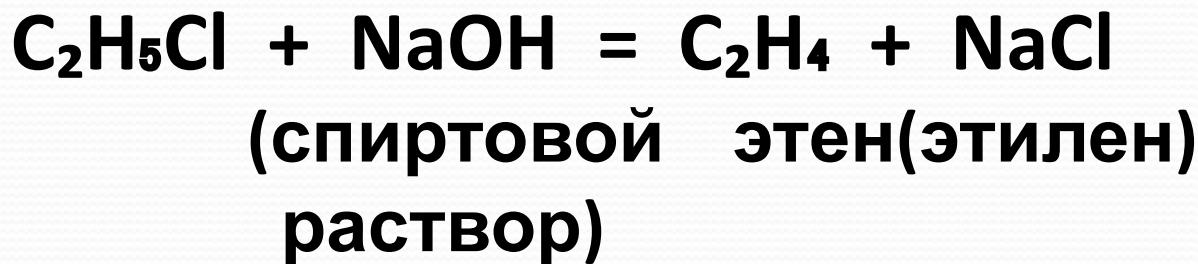 C₂H₅Cl + NaOH = C₂H₄ + NaCl
(спиртовой этен(этилен)
раствор)